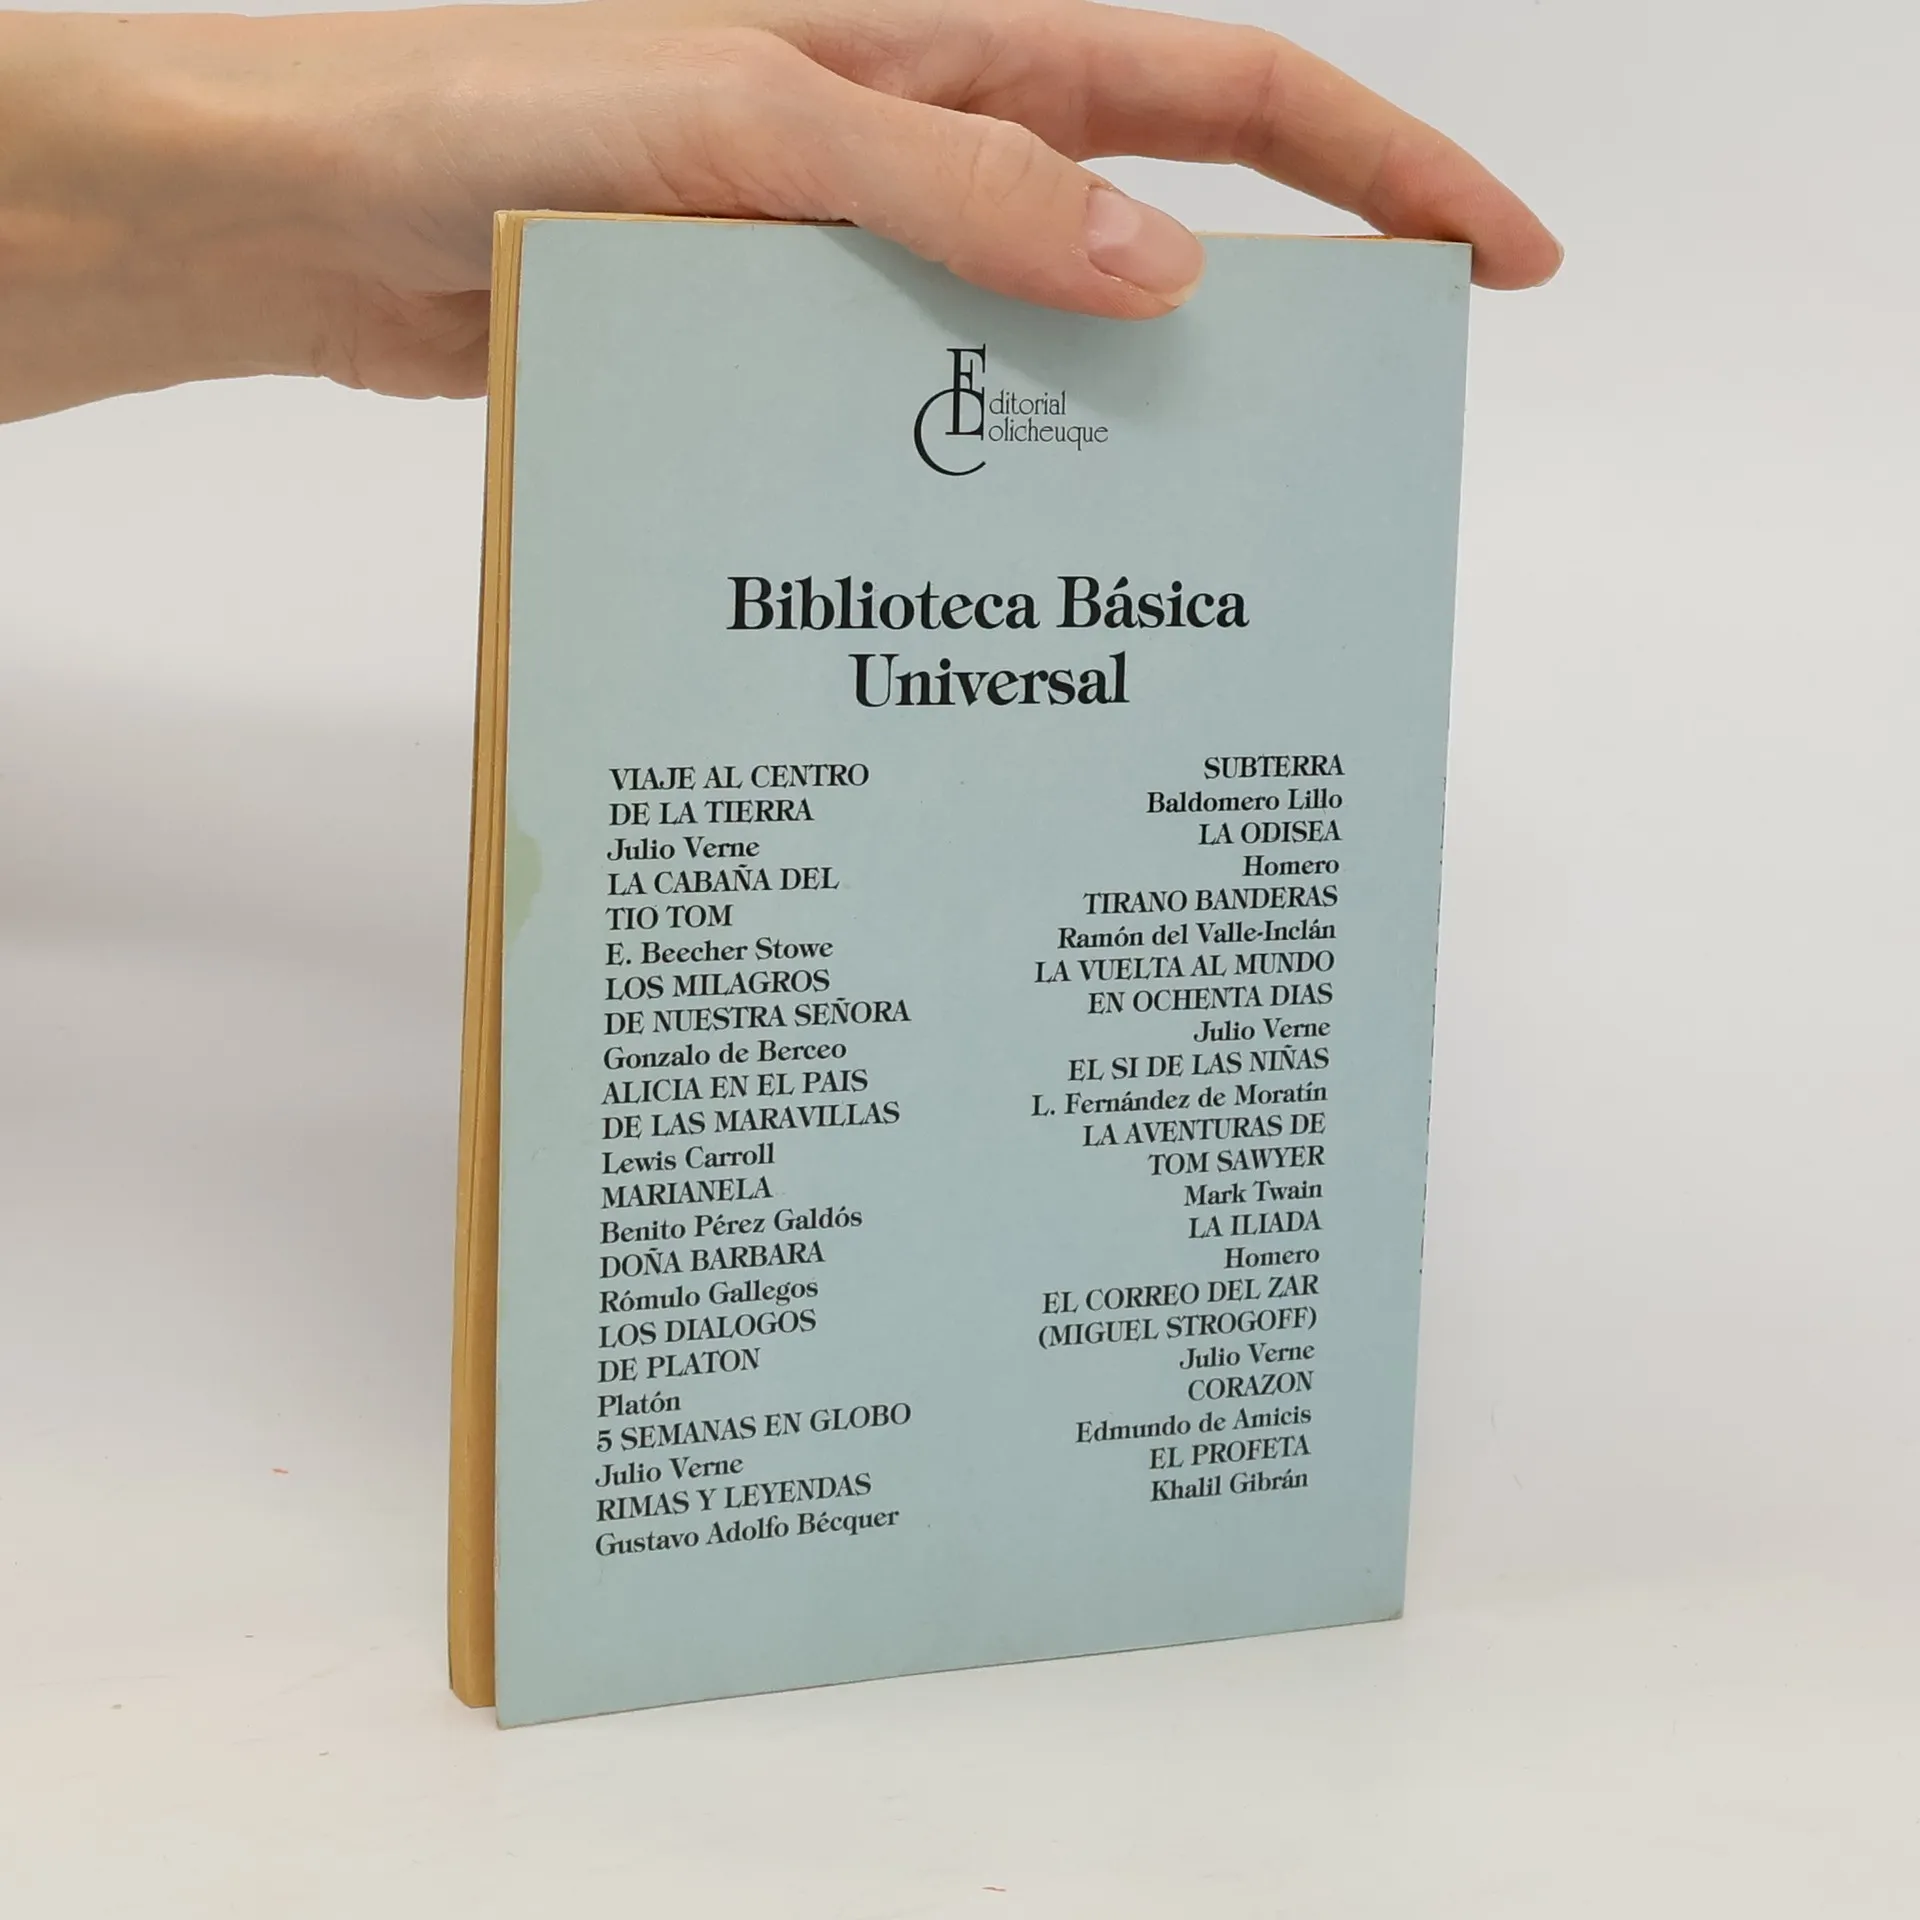 Editorial
Colicheuque
Biblioteca Básica
Universal
VIAJE AL CENTRO
DE LA TIERRA
Julio Verne
LA CABAÑA DEL
TIO TOM
E. Beecher Stowe
LOS MILAGROS
DE NUESTRA SEÑORA
Gonzalo de Berceo
ALICIA EN EL PAIS
DE LAS MARAVILLAS
Lewis Carroll
MARIANELA
Benito Pérez Galdós
DOÑA BARBARA
Rómulo Gallegos
LOS DIALOGOS
DE PLATON
Platón
5 SEMANAS EN GLOBO
Julio Verne
RIMAS Y LEYENDAS
Gustavo Adolfo Bécquer
SUBTERRA
Baldomero Lillo
LA ODISEA
Homero
TIRANO BANDERAS
Ramón del Valle-Inclán
LA VUELTA AL MUNDO
EN OCHENTA DIAS
Julio Verne
EL SI DE LAS NIÑAS
L. Fernández de Moratín
LA AVENTURAS DE
TOM SAWYER
Mark Twain
LA ILIADA
Homero
EL CORREO DEL ZAR
(MIGUEL STROGOFF)
Julio Verne
CORAZON
Edmundo de Amicis
EL PROFETA
Khalil Gibrán